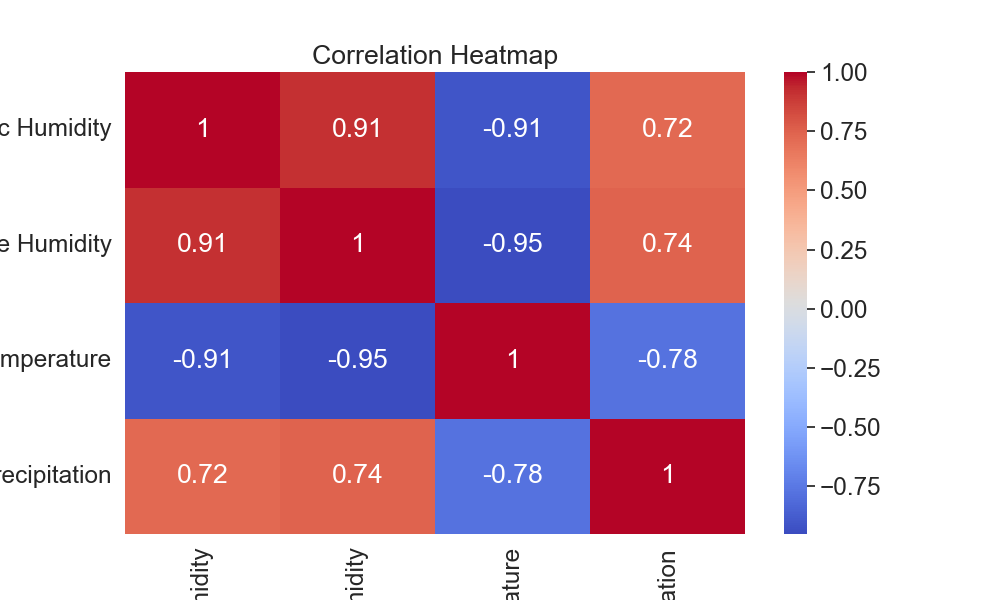 Correlation Heatmap
c Humidity 1 0.91 -0.91 0.72
e Humidity 0.91 1 -0.95 0.74
mperature -0.91 -0.95 1 -0.78
recipitation 0.72 0.74 -0.78 1
midity
midity
ature
ation
1.00
0.75
0.50
0.25
0.00
−0.25
−0.50
−0.75